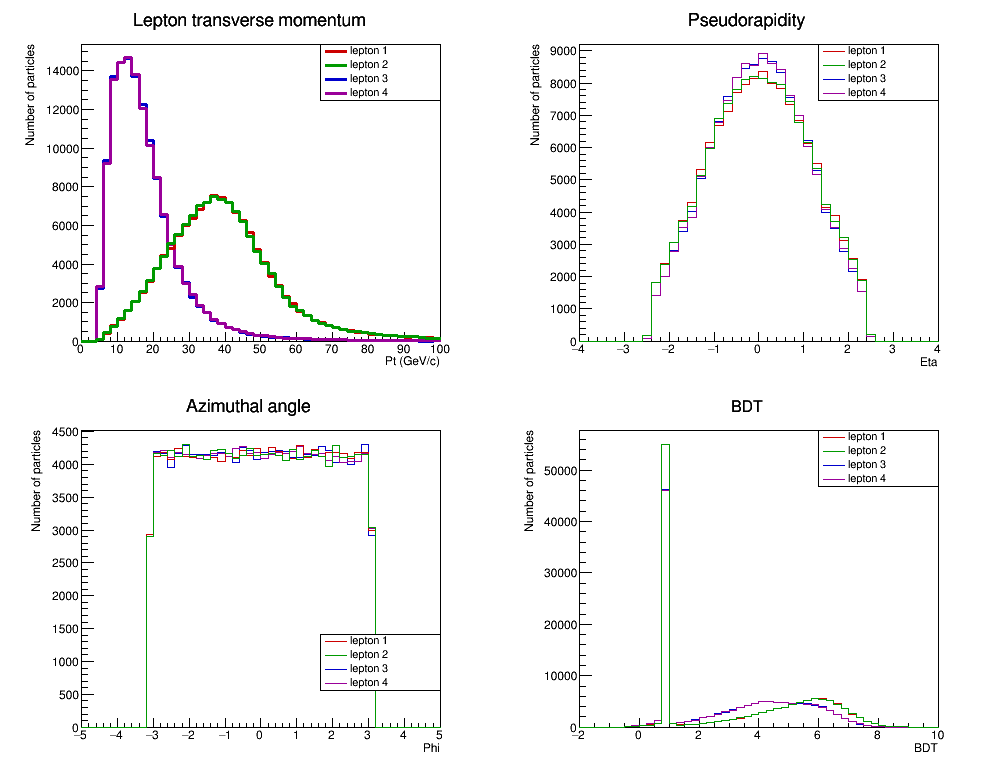 Lepton transverse momentum
Number of particles
14000
12000
10000
8000
6000
4000
2000
0
0 10 20 30 40 50 60 70 80 90 100
Pt (GeV/c)
lepton 1
lepton 2
lepton 3
lepton 4
Pseudorapidity
Number of particles
9000
8000
7000
6000
5000
4000
3000
2000
1000
0
−4 −3 −2 −1 0 1 2 3 4
Eta
lepton 1
lepton 2
lepton 3
lepton 4
Azimuthal angle
Number of particles
4500
4000
3500
3000
2500
2000
1500
1000
500
0
−5 −4 −3 −2 −1 0 1 2 3 4 5
Phi
lepton 1
lepton 2
lepton 3
lepton 4
BDT
Number of particles
50000
40000
30000
20000
10000
0
−2 0 2 4 6 8 10
BDT
lepton 1
lepton 2
lepton 3
lepton 4